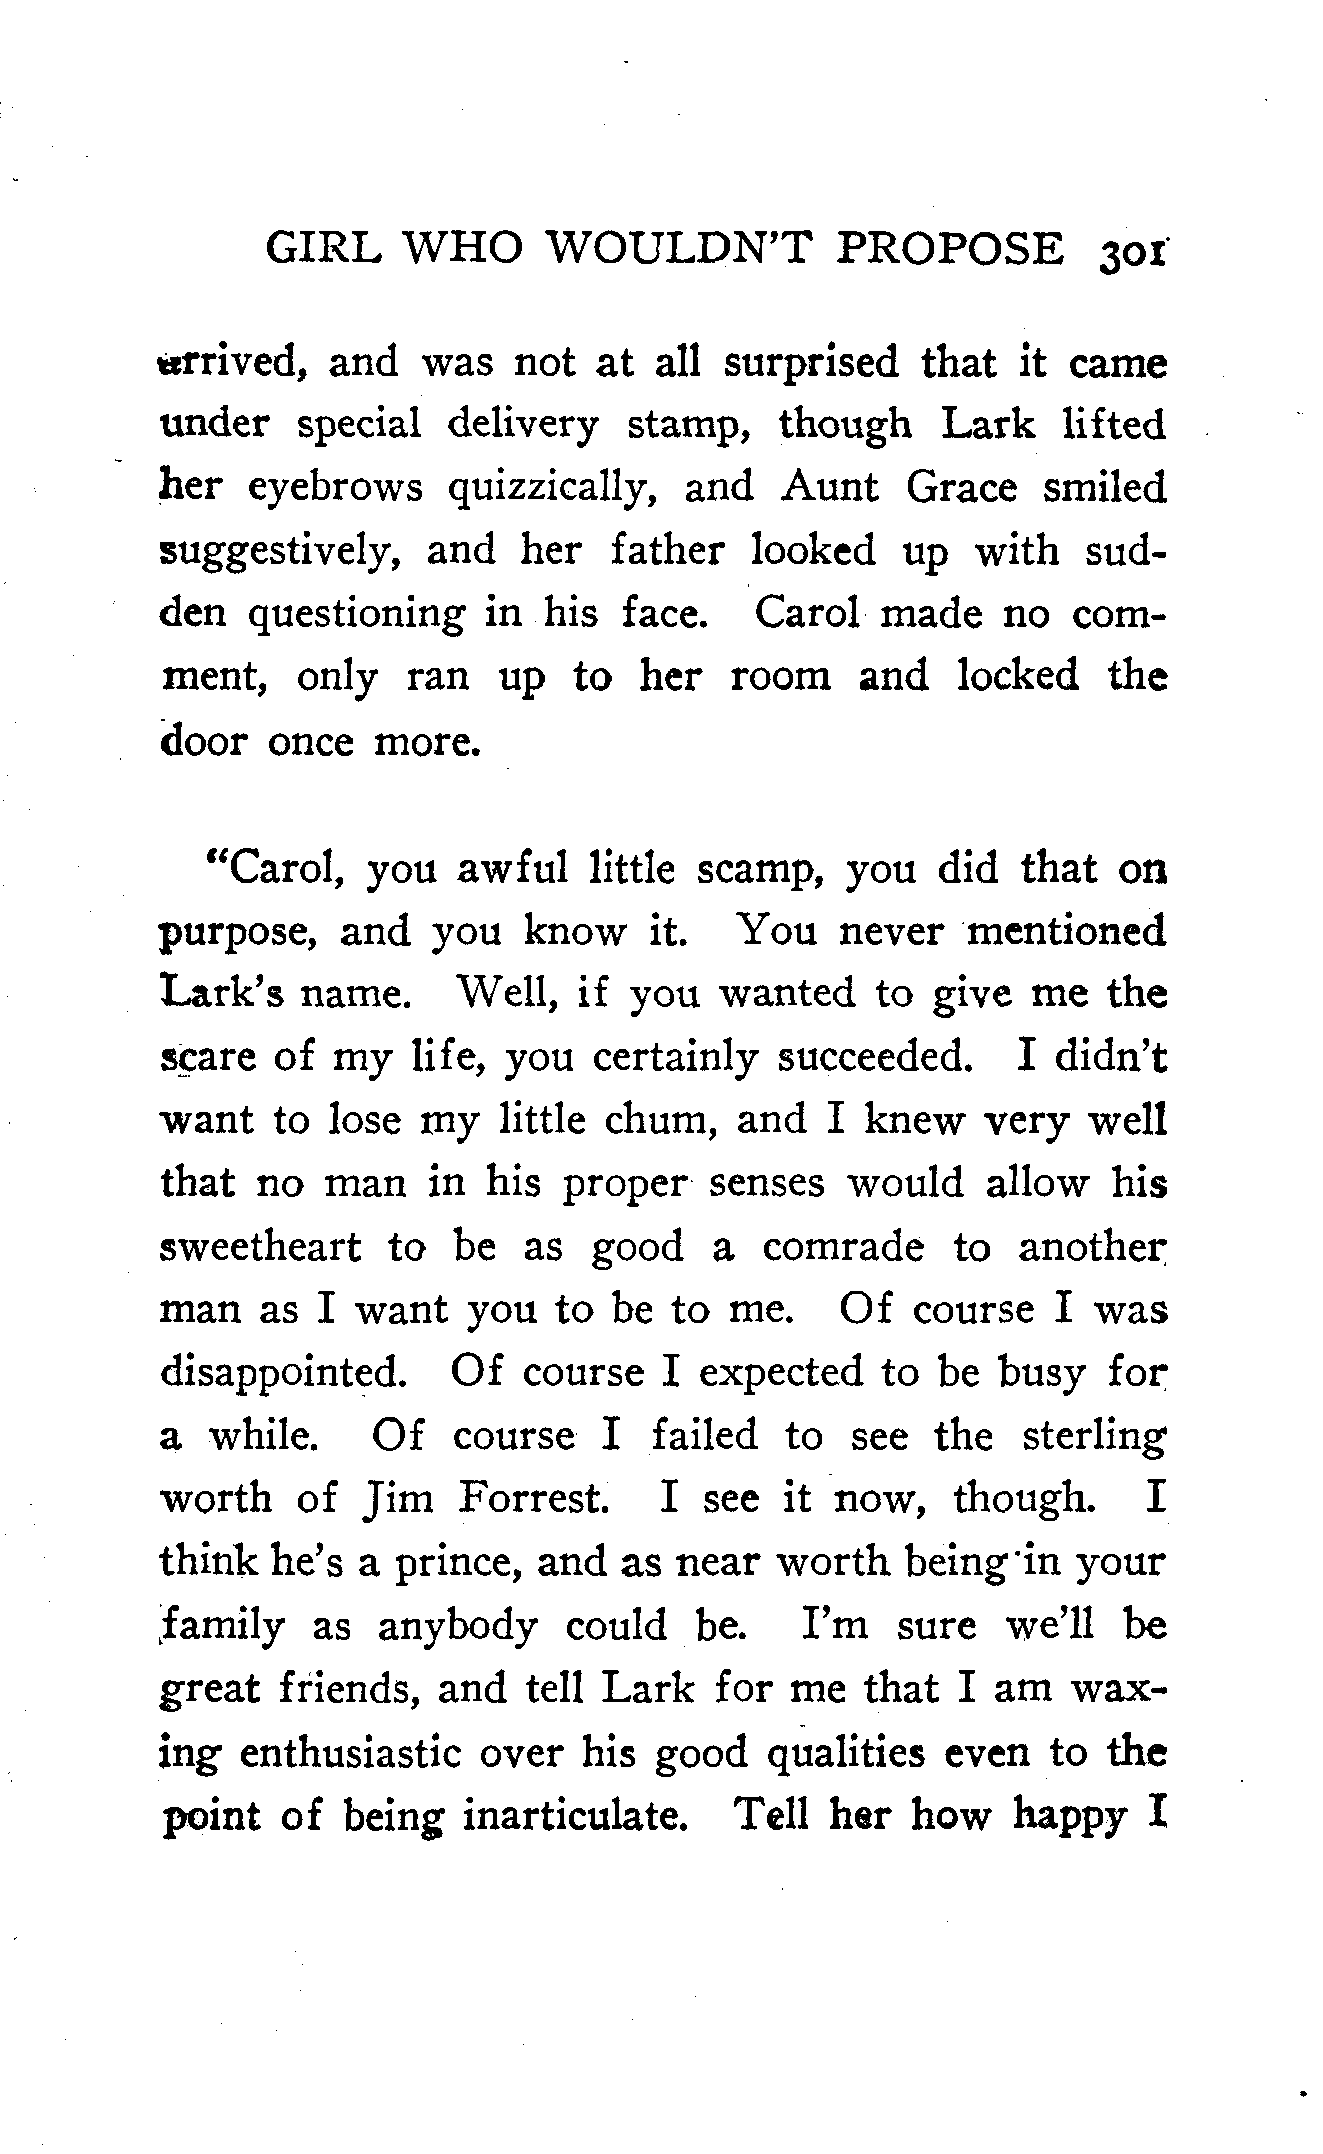 GIRL WHO WOULDN'T PROPOSE 301
arrived, and was not at all surprised that it came
under special delivery stamp, though Lark lifted
her eyebrows quizzically, and Aunt Grace smiled
suggestively, and her father looked up with sud-
den questioning in his face. Carol made no com-
ment, only ran up to her room and locked the
door once more.
"Carol, you awful little scamp, you did that on
purpose, and you know it. You never mentioned
Lark's name. Well, if you wanted to give me the
scare of my life, you certainly succeeded. I didn't
want to lose my little chum, and I knew very well
that no man in his proper senses would allow his
sweetheart to be as good a comrade to another
man as I want you to be to me. Of course I was
disappointed. Of course I expected to be busy for
a while. Of course I failed to see the sterling
worth of Jim Forrest. I see it now, though. I
think he's a prince, and as near worth being in your
family as anybody could be. I'm sure we'll be
great friends, and tell Lark for me that I am wax-
ing enthusiastic over his good qualities even to the
point of being inarticulate. Tell her how happy I